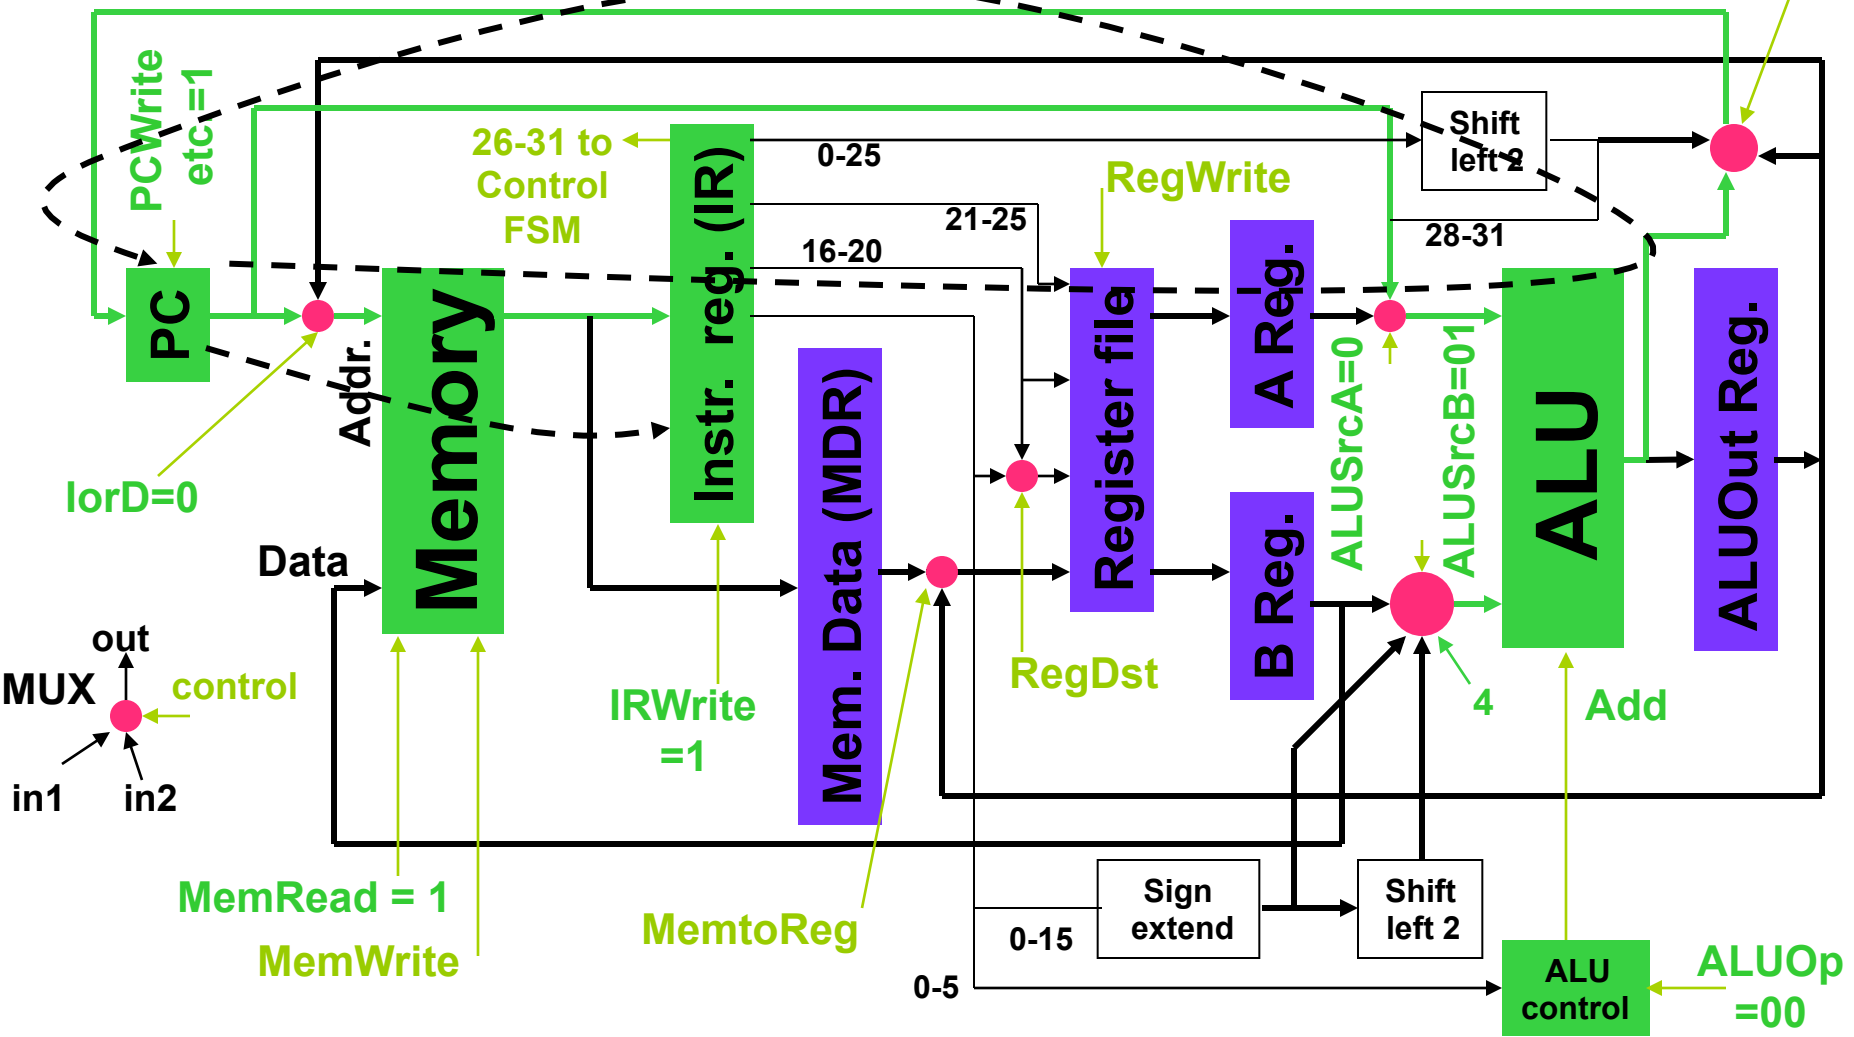 PCWrite
etc.=1
26-31 to
Control
FSM
0-25
Shift
left 2
RegWrite
21-25
28-31
16-20
PC
Addr.
Memory
Instr. reg. (IR)
Mem. Data (MDR)
Register file
A Reg.
B Reg.
ALUSrcA=0
ALUSrcB=01
ALU
ALUOut Reg.
IorD=0
Data
out
MUX
control
in1
in2
IRWrite
=1
RegDst
4
Add
MemRead = 1
MemWrite
MemtoReg
0-15
Sign
extend
Shift
left 2
0-5
ALU
control
ALUOp
=00